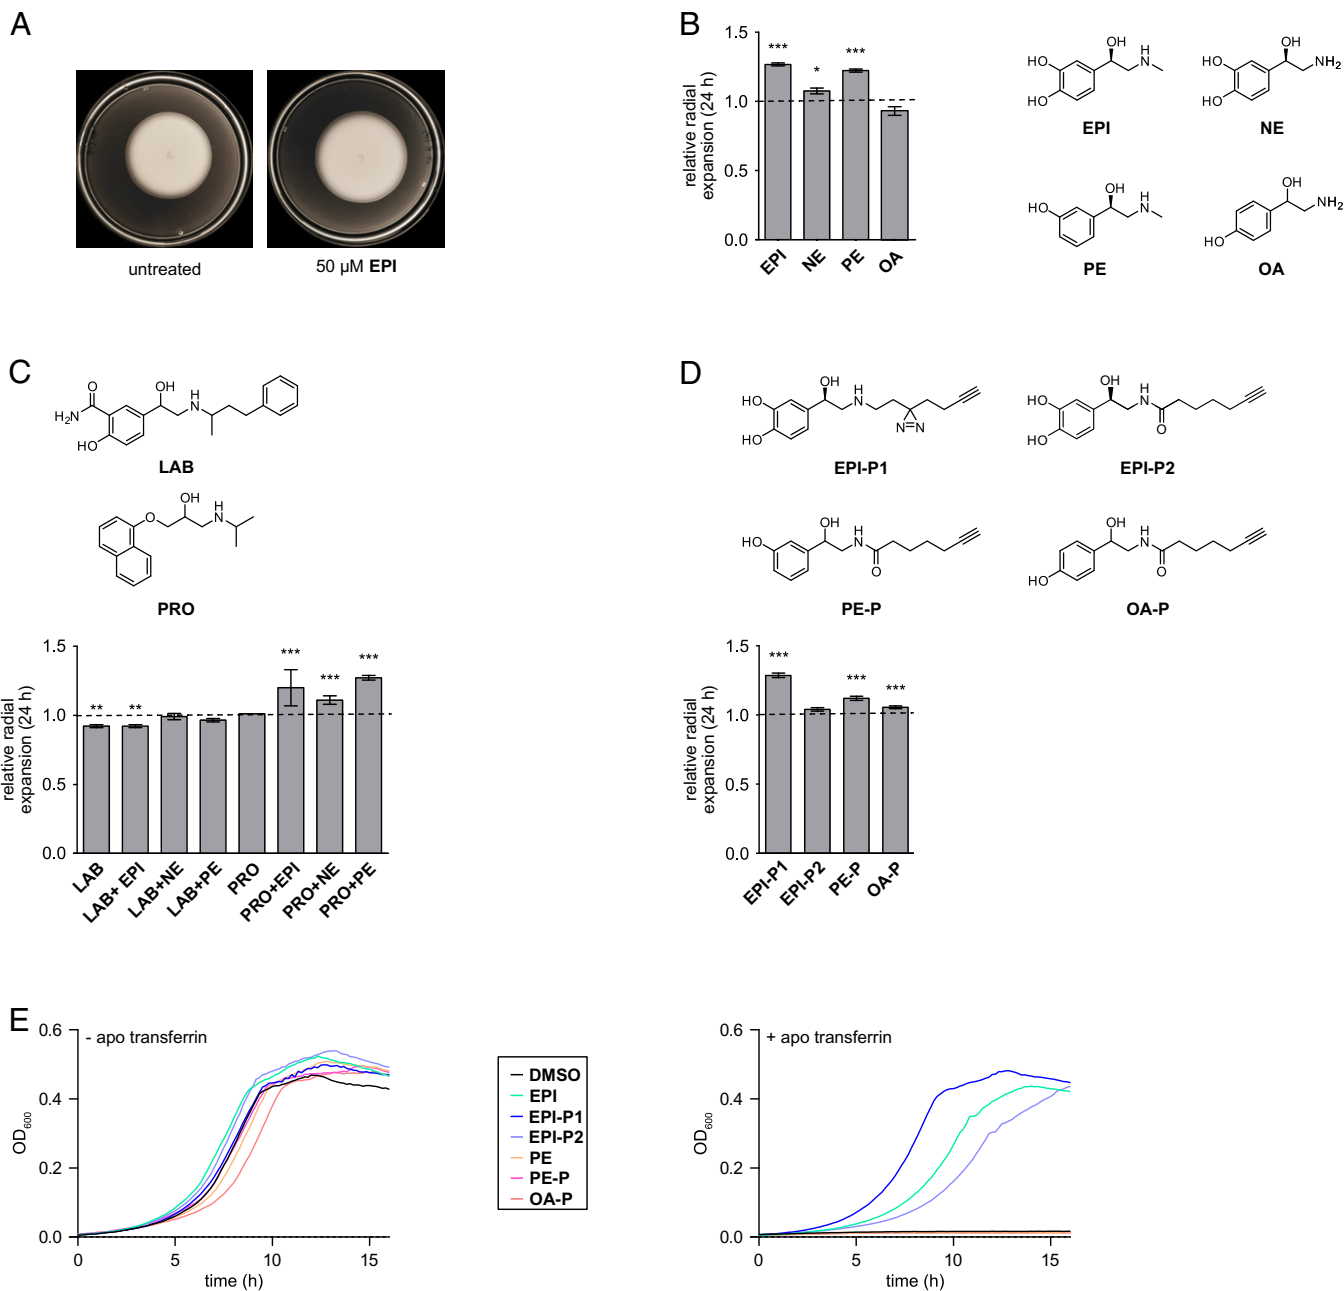 A
untreated
50 µM EPI
B
relative radial
expansion (24 h)
1.5
1.0
0.5
0.0
***
*
***
EPI
NE
PE
OA
HO
HO
OH
H
N
EPI
HO
HO
OH
NH2
NE
HO
OH
H
N
PE
HO
OH
NH2
OA
C
O
H2N
HO
OH
H
N
LAB
O
OH
H
N
PRO
relative radial
expansion (24 h)
1.5
1.0
0.5
0.0
**
**
***
***
***
LAB
LAB+ EPI
LAB+NE
LAB+PE
PRO
PRO+EPI
PRO+NE
PRO+PE
D
HO
HO
OH
H
N
N=N
EPI-P1
HO
HO
OH
H
N
O
EPI-P2
HO
OH
H
N
O
PE-P
HO
OH
H
N
O
OA-P
relative radial
expansion (24 h)
1.5
1.0
0.5
0.0
***
***
***
EPI-P1
EPI-P2
PE-P
OA-P
E
OD600
0.6
0.4
0.2
0.0
- apo transferrin
0
5
10
15
time (h)
DMSO
EPI
EPI-P1
EPI-P2
PE
PE-P
OA-P
OD600
0.6
0.4
0.2
0.0
+ apo transferrin
0
5
10
15
time (h)